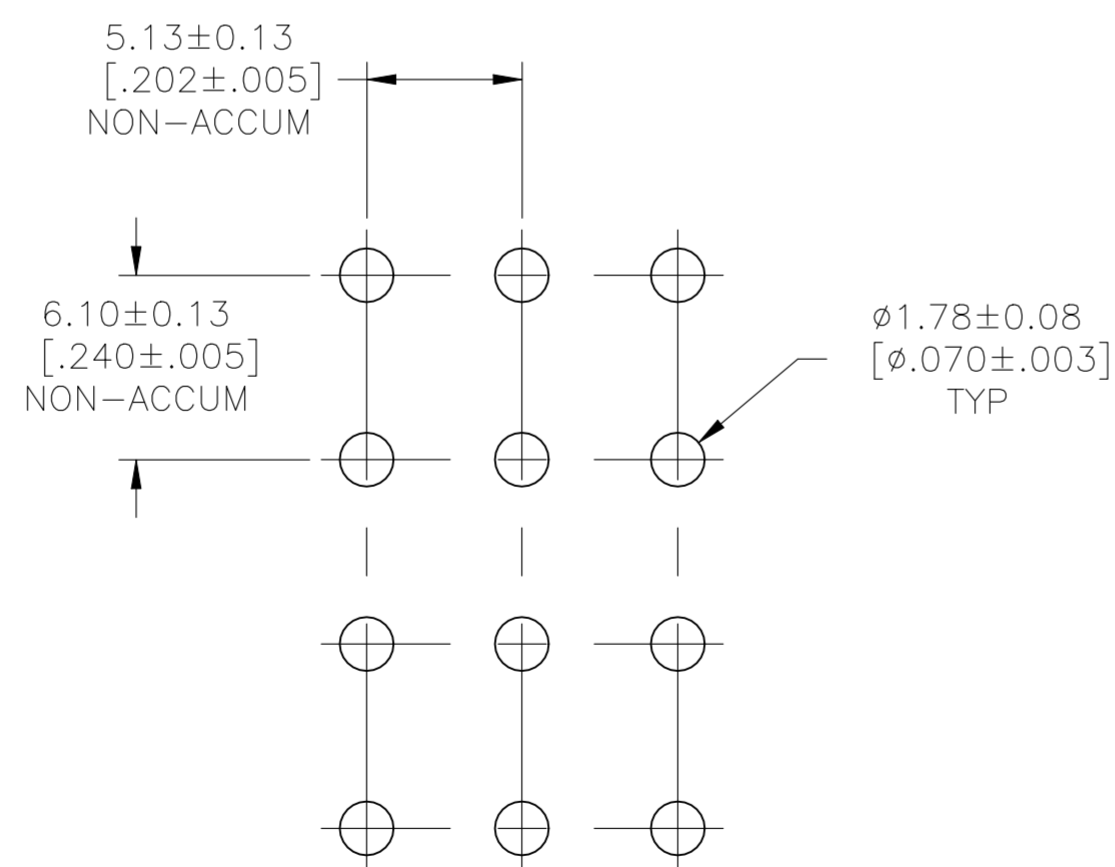 5.13±0.13
[.202±.005]
NON-ACCUM
6.10±0.13
[.240±.005]
NON-ACCUM
⌀1.78±0.08
[⌀.070±.003]
TYP